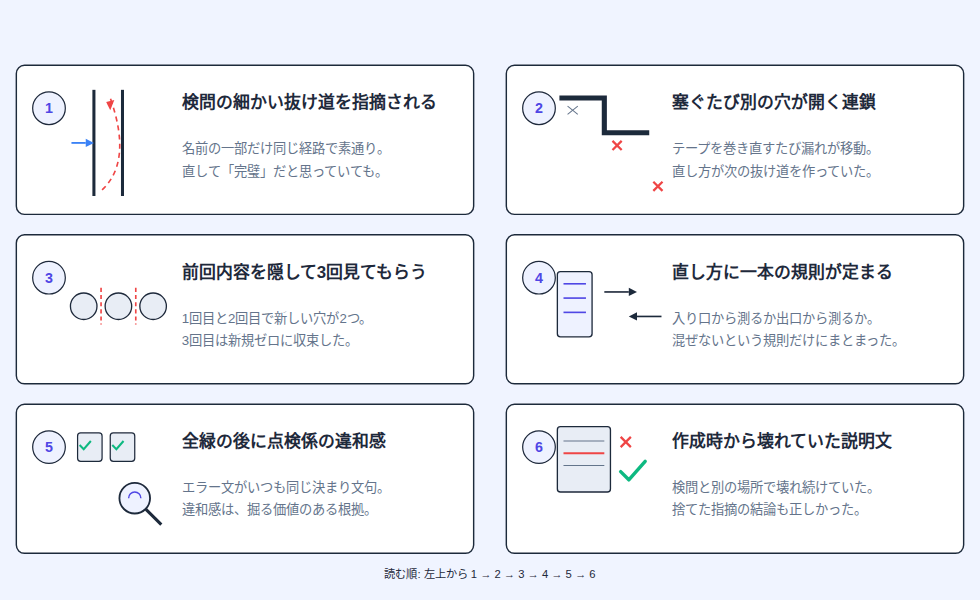 1
検問の細かい抜け道を指摘される
名前の一部だけ同じ経路で素通り。
直して「完璧」だと思っていても。
2
塞ぐたび別の穴が開く連鎖
テープを巻き直すたび漏れが移動。
直し方が次の抜け道を作っていた。
3
前回内容を隠して3回見てもらう
1回目と2回目で新しい穴が2つ。
3回目は新規ゼロに収束した。
4
直し方に一本の規則が定まる
入り口から測るか出口から測るか。
混ぜないという規則だけにまとまった。
5
全緑の後に点検係の違和感
エラー文がいつも同じ決まり文句。
違和感は、掘る価値のある根拠。
6
作成時から壊れていた説明文
検問と別の場所で壊れ続けていた。
捨てた指摘の結論も正しかった。
読む順: 左上から 1 → 2 → 3 → 4 → 5 → 6